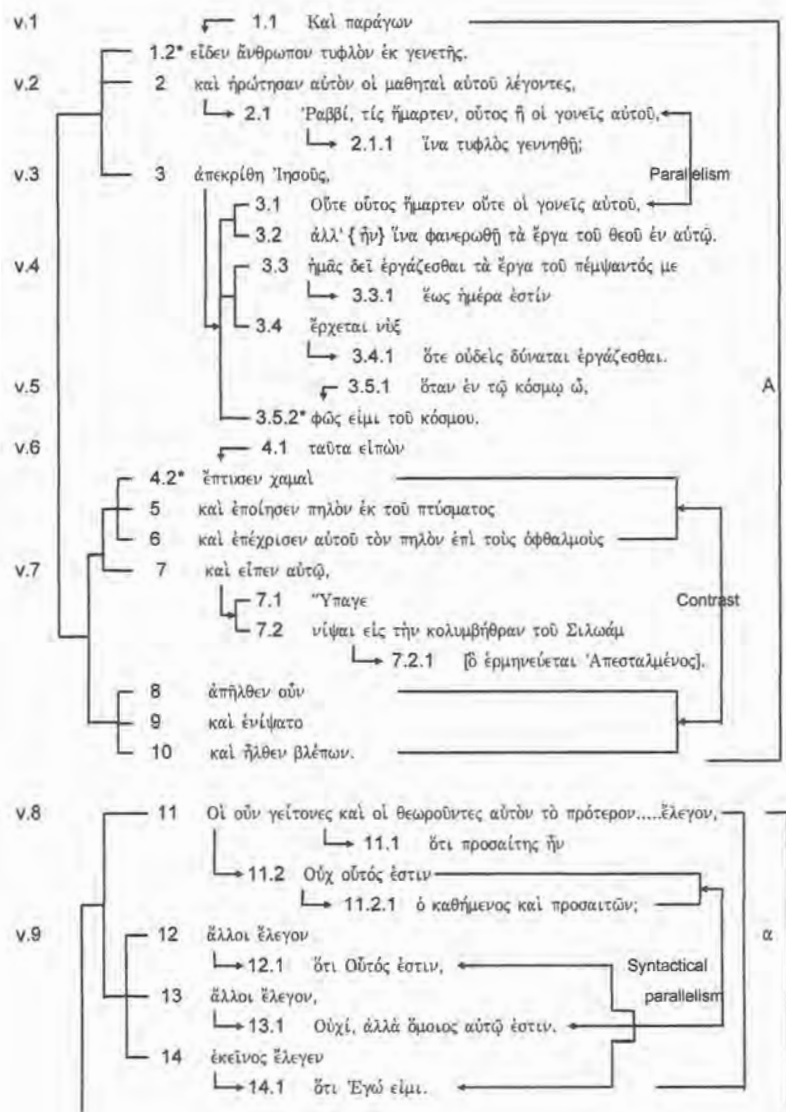 v.1 1.1 Καὶ παράγων
1.2* εἶδεν ἄνθρωπον τυφλὸν ἐκ γενετῆς.
v.2 2 καὶ ἠρώτησαν αὐτὸν οἱ μαθηταὶ αὐτοῦ λέγοντες,
2.1 Ῥαββί, τίς ἥμαρτεν, οὗτος ἢ οἱ γονεῖς αὐτοῦ,
2.1.1 ἵνα τυφλὸς γεννηθῇ;
v.3 3 ἀπεκρίθη Ἰησοῦς, Parallelism
3.1 Οὔτε οὗτος ἥμαρτεν οὔτε οἱ γονεῖς αὐτοῦ,
3.2 ἀλλ' {ἦν} ἵνα φανερωθῇ τὰ ἔργα τοῦ θεοῦ ἐν αὐτῷ.
v.4 3.3 ἡμᾶς δεῖ ἐργάζεσθαι τὰ ἔργα τοῦ πέμψαντός με
3.3.1 ἕως ἡμέρα ἐστίν
3.4 ἔρχεται νὺξ
3.4.1 ὅτε οὐδεὶς δύναται ἐργάζεσθαι.
v.5 3.5.1 ὅταν ἐν τῷ κόσμῳ ὦ, A
3.5.2* φῶς εἰμι τοῦ κόσμου.
v.6 4.1 ταῦτα εἰπὼν
4.2* ἔπτυσεν χαμαὶ
5 καὶ ἐποίησεν πηλὸν ἐκ τοῦ πτύσματος
6 καὶ ἐπέχρισεν αὐτοῦ τὸν πηλὸν ἐπὶ τοὺς ὀφθαλμοὺς
v.7 7 καὶ εἶπεν αὐτῷ,
7.1 Ὕπαγε Contrast
7.2 νίψαι εἰς τὴν κολυμβήθραν τοῦ Σιλωάμ
7.2.1 [ὃ ἑρμηνεύεται Ἀπεσταλμένος].
8 ἀπῆλθεν οὖν
9 καὶ ἐνίψατο
10 καὶ ἦλθεν βλέπων.
v.8 11 Οἱ οὖν γείτονες καὶ οἱ θεωροῦντες αὐτὸν τὸ πρότερον.....ἔλεγον,
11.1 ὅτι προσαίτης ἦν
11.2 Οὐχ οὗτός ἐστιν
11.2.1 ὁ καθήμενος καὶ προσαιτῶν;
v.9 12 ἄλλοι ἔλεγον α
12.1 ὅτι Οὗτός ἐστιν, Syntactical
13 ἄλλοι ἔλεγον, parallelism
13.1 Οὐχί, ἀλλὰ ὅμοιος αὐτῷ ἐστιν.
14 ἐκεῖνος ἔλεγεν
14.1 ὅτι Ἐγώ εἰμι.